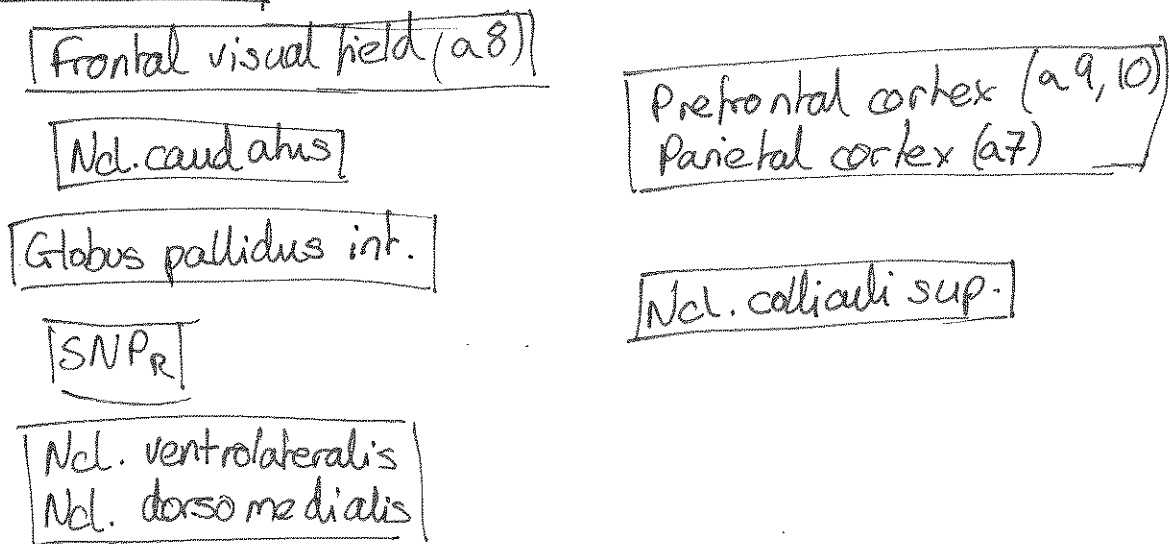 Frontal visual field (a8)
Ncl. caudatus
Globus pallidus int.
SNPR
Ncl. ventrolateralis
Ncl. dorsomedialis
Prefrontal cortex (a9,10)
Parietal cortex (a7)
Ncl. colliculi sup.